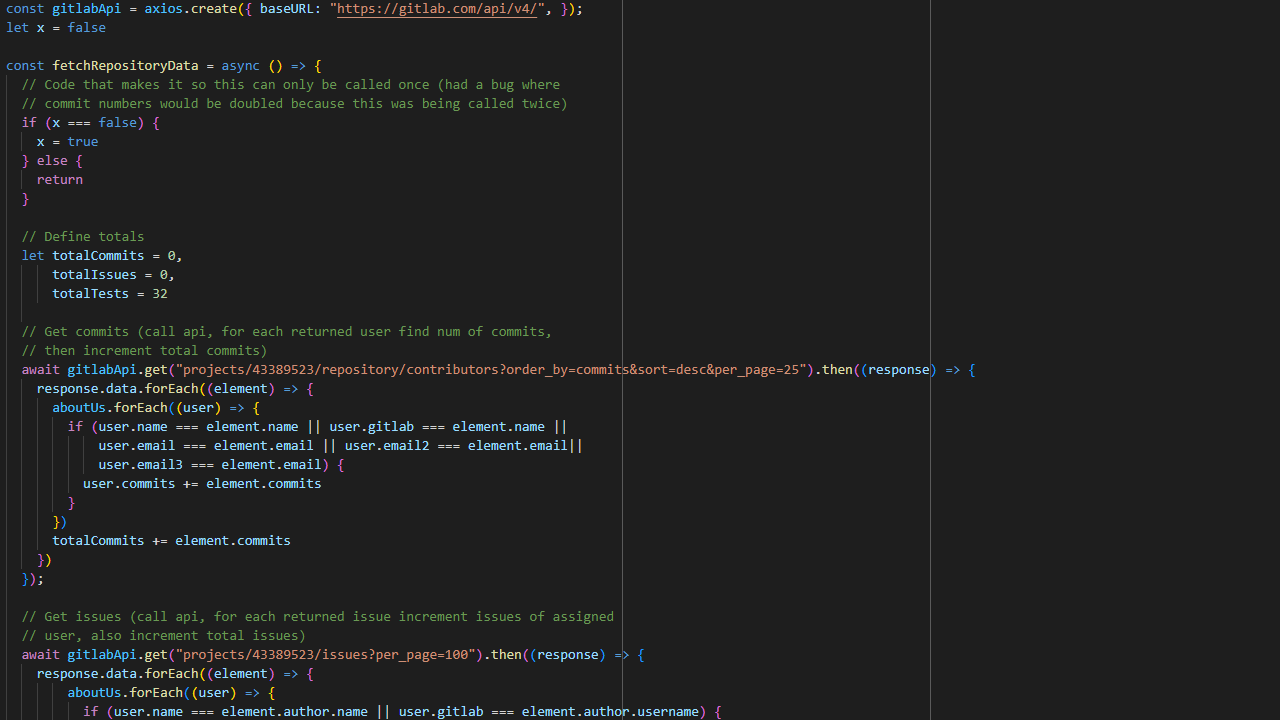 const gitlabApi = axios.create({ baseURL: "https://gitlab.com/api/v4/", });
let x = false
const fetchRepositoryData = async () => {
// Code that makes it so this can only be called once (had a bug where
// commit numbers would be doubled because this was being called twice)
if (x === false) {
x = true
} else {
return
}
// Define totals
let totalCommits = 0,
totalIssues = 0,
totalTests = 32
// Get commits (call api, for each returned user find num of commits,
// then increment total commits)
await gitlabApi.get("projects/43389523/repository/contributors?order_by=commits&sort=desc&per_page=25").then((response) => {
response.data.forEach((element) => {
aboutUs.forEach((user) => {
if (user.name === element.name || user.gitlab === element.name ||
user.email === element.email || user.email2 === element.email||
user.email3 === element.email) {
user.commits += element.commits
}
})
totalCommits += element.commits
})
});
// Get issues (call api, for each returned issue increment issues of assigned
// user, also increment total issues)
await gitlabApi.get("projects/43389523/issues?per_page=100").then((response) => {
response.data.forEach((element) => {
aboutUs.forEach((user) => {
if (user.name === element.author.name || user.gitlab === element.author.username) {